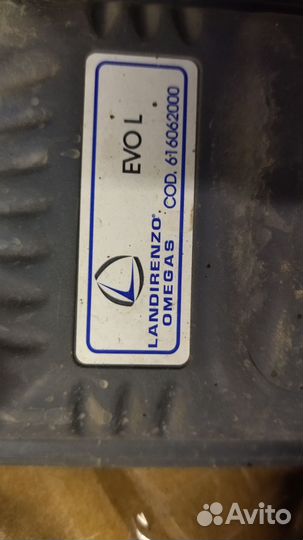 EVO L
LANDIRENZO®
OMEGAS COD. 616062000
Avito